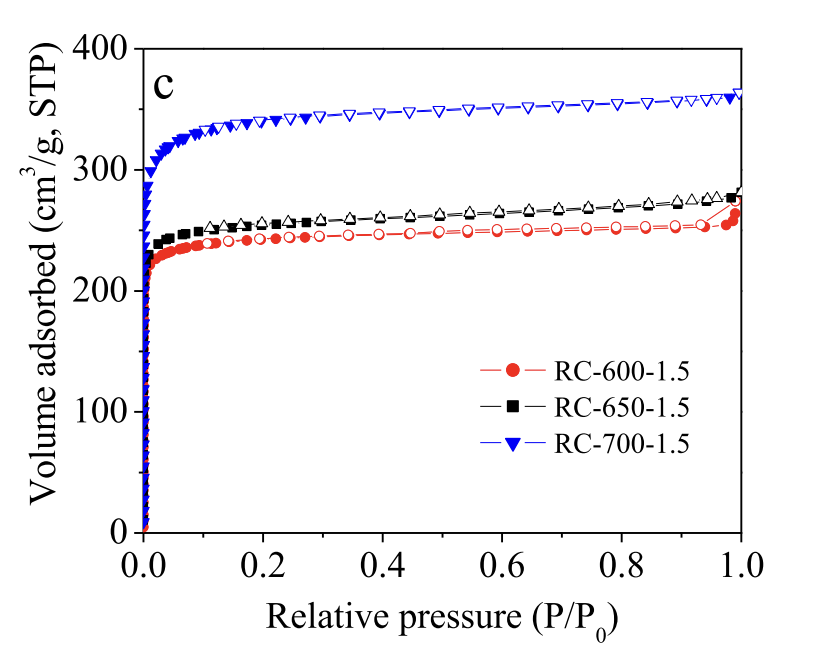 c
Volume adsorbed (cm³/g, STP)
400
300
200
100
0
RC-600-1.5
RC-650-1.5
RC-700-1.5
0.0 0.2 0.4 0.6 0.8 1.0
Relative pressure (P/P₀)